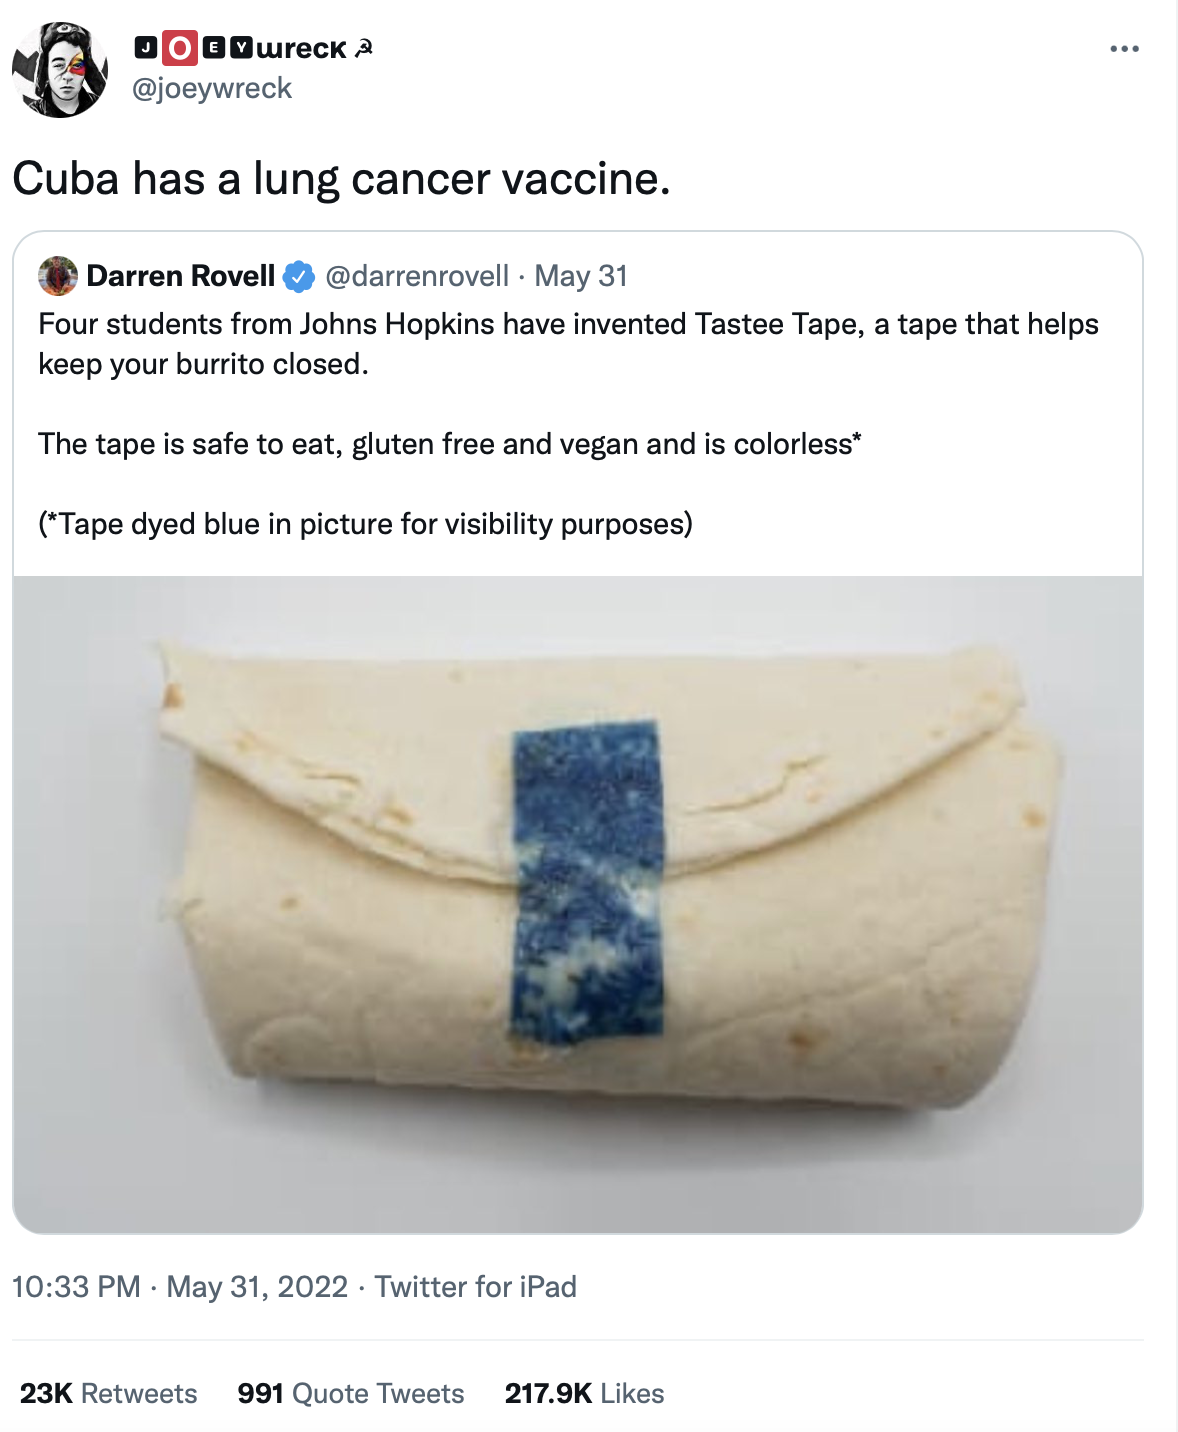 🅹🅾🅴🆈ɯreck ☭
@joeywreck
Cuba has a lung cancer vaccine.
Darren Rovell @darrenrovell · May 31
Four students from Johns Hopkins have invented Tastee Tape, a tape that helps
keep your burrito closed.
The tape is safe to eat, gluten free and vegan and is colorless*
(*Tape dyed blue in picture for visibility purposes)
10:33 PM · May 31, 2022 · Twitter for iPad
23K Retweets 991 Quote Tweets 217.9K Likes